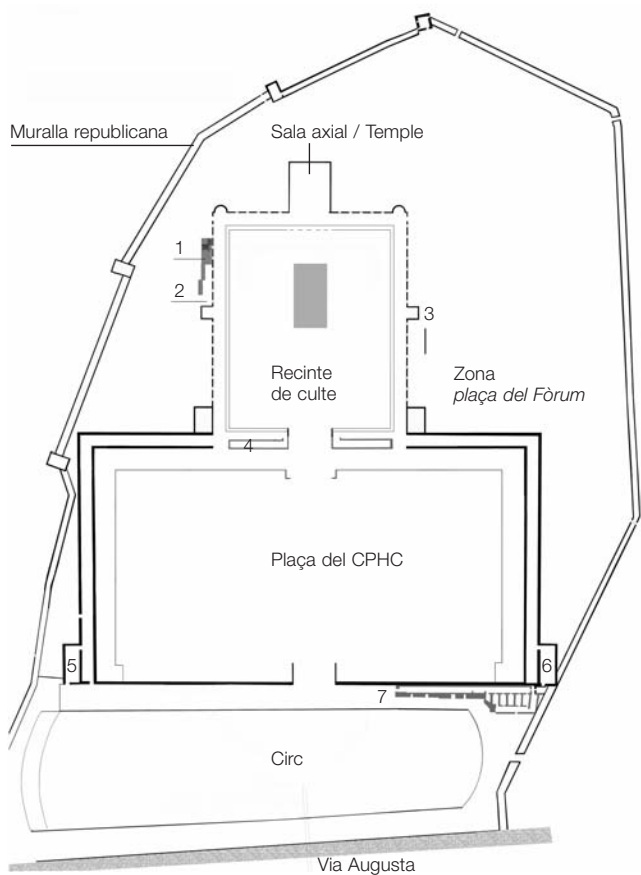 Muralla republicana
Sala axial / Temple
1
2
3
Recinte
de culte
Zona
plaça del Fòrum
4
Plaça del CPHC
5
6
7
Circ
Via Augusta